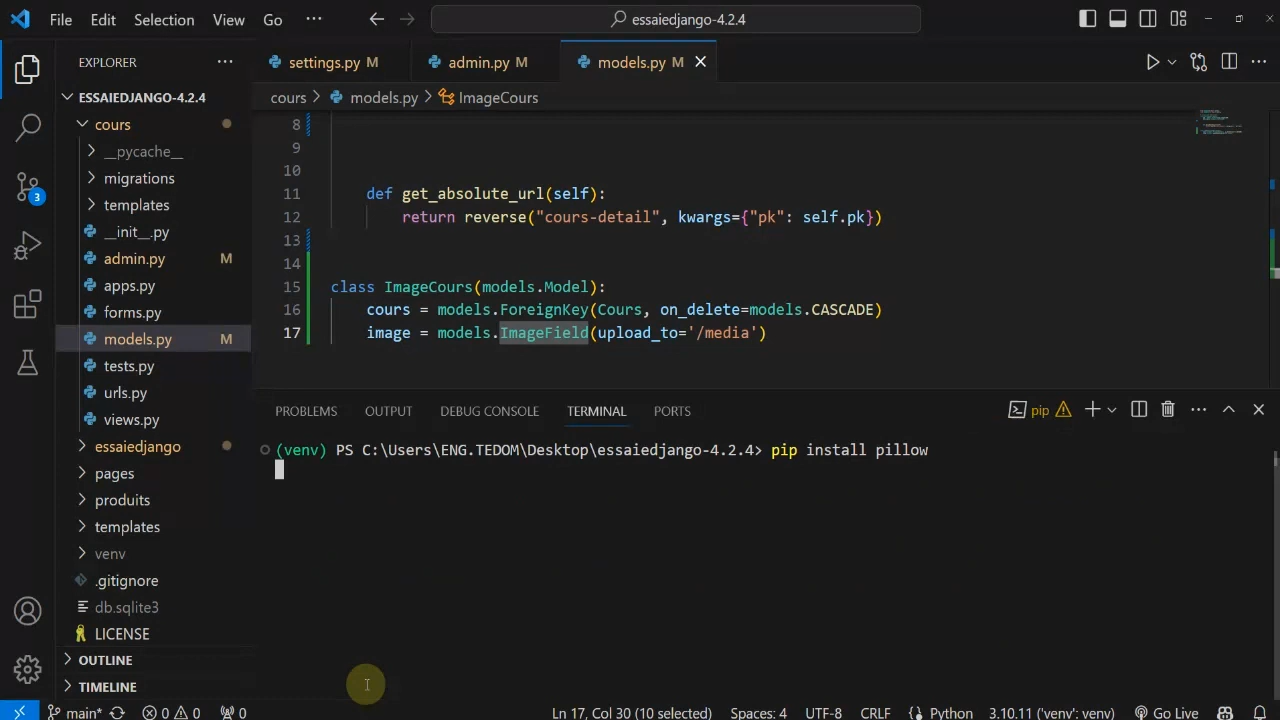 File Edit Selection View Go ··· essaiedjango-4.2.4
EXPLORER ···
settings.py M admin.py M models.py M
ESSAIEDJANGO-4.2.4
cours > models.py > ImageCours
cours
__pycache__
migrations
templates
__init__.py
admin.py M
apps.py
forms.py
models.py M
tests.py
urls.py
views.py
essaiedjango
pages
produits
templates
venv
.gitignore
db.sqlite3
LICENSE
OUTLINE
TIMELINE
3
8
9
10
11 def get_absolute_url(self):
12 return reverse("cours-detail", kwargs={"pk": self.pk})
13
14
15 class ImageCours(models.Model):
16 cours = models.ForeignKey(Cours, on_delete=models.CASCADE)
17 image = models.ImageField(upload_to='/media')
PROBLEMS OUTPUT DEBUG CONSOLE TERMINAL PORTS pip
(venv) PS C:\Users\ENG.TEDOM\Desktop\essaiedjango-4.2.4> pip install pillow
main* 0 0 0 Ln 17, Col 30 (10 selected) Spaces: 4 UTF-8 CRLF Python 3.10.11 ('venv': venv) Go Live